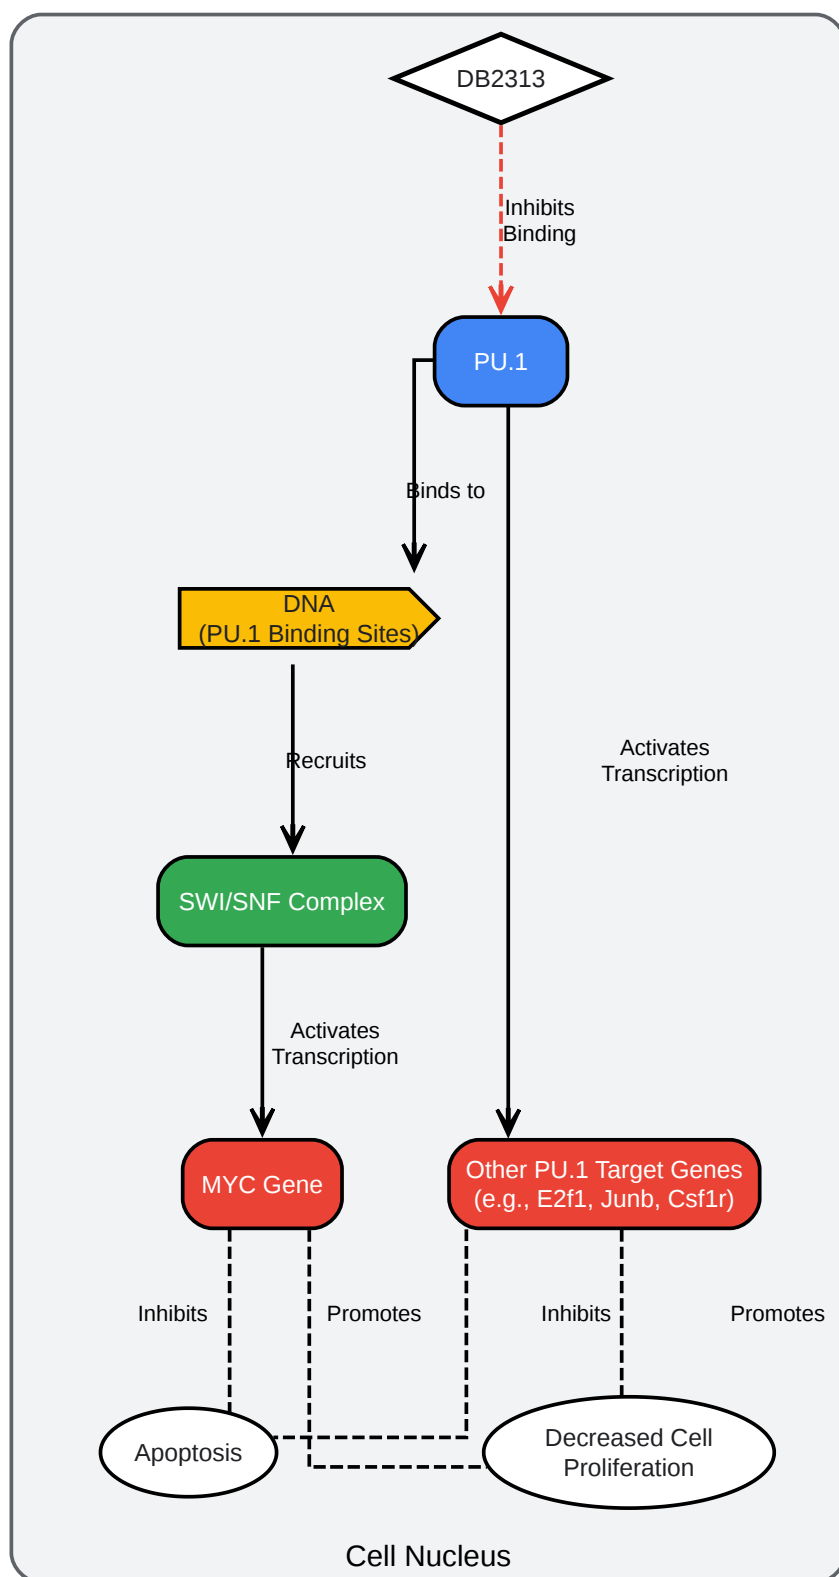 DB2313
Inhibits
Binding
PU.1
Binds to
DNA
(PU.1 Binding Sites)
Recruits
Activates
Transcription
SWI/SNF Complex
Activates
Transcription
MYC Gene
Other PU.1 Target Genes
(e.g., E2f1, Junb, Csf1r)
Inhibits
Promotes
Inhibits
Promotes
Apoptosis
Decreased Cell
Proliferation
Cell Nucleus